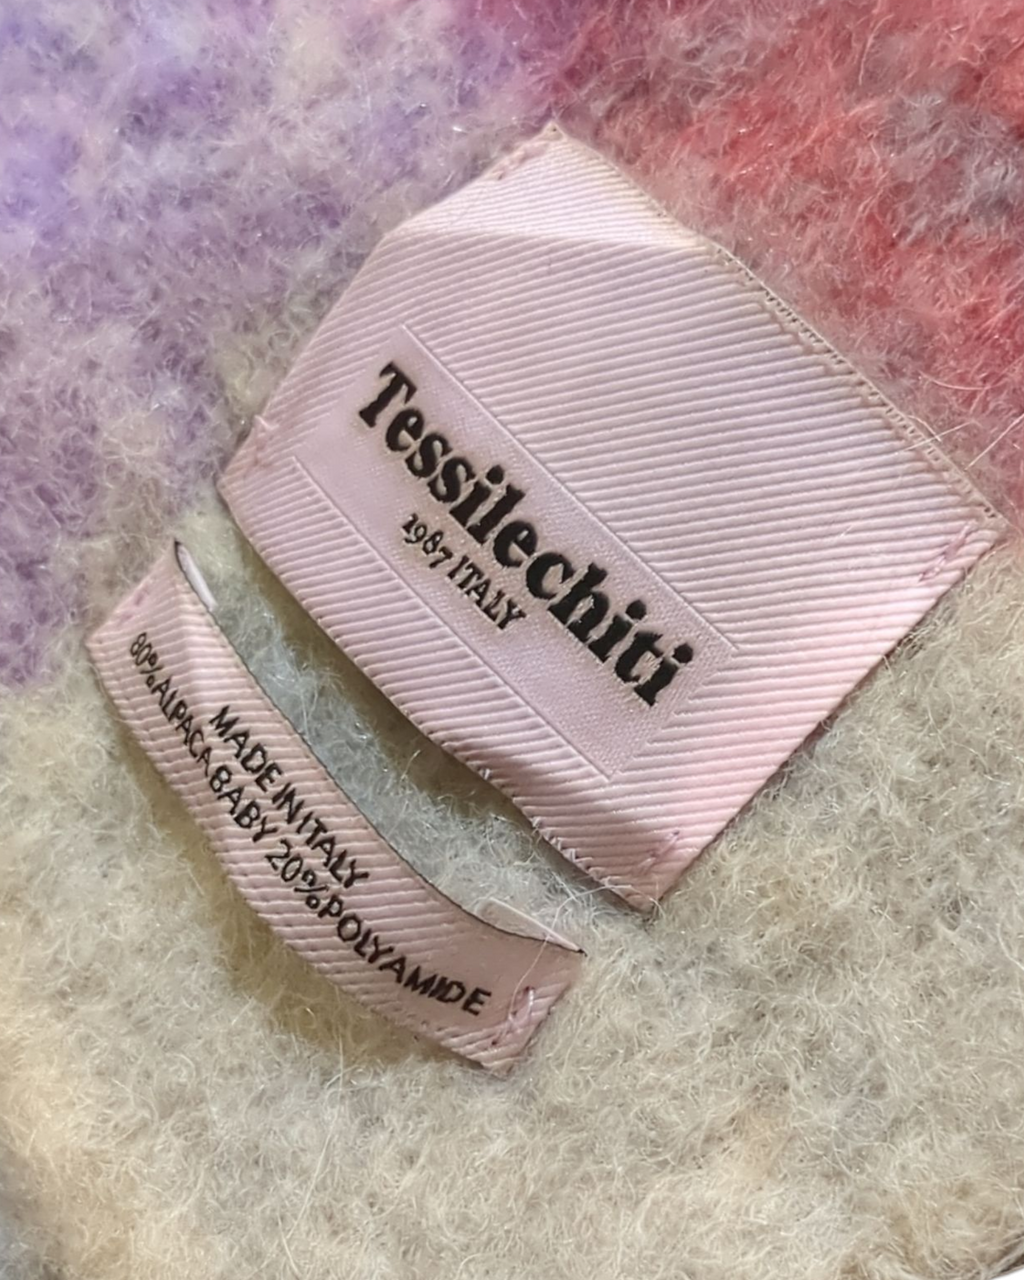 Tessilechiti
1987 ITALY
MADE IN ITALY
80%ALPACA BABY 20%POLYAMIDE